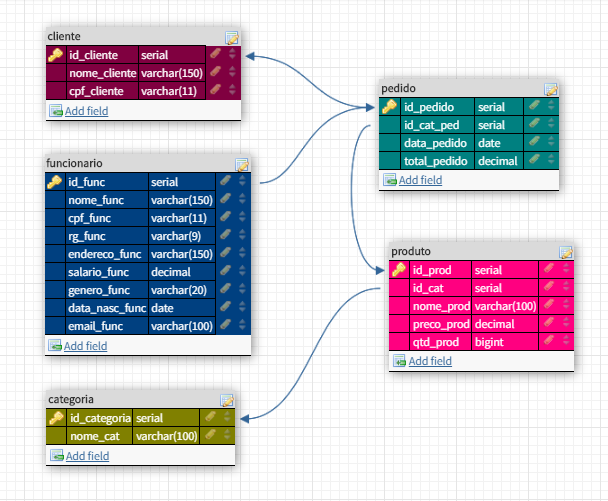 cliente
id_cliente serial
nome_cliente varchar(150)
cpf_cliente varchar(11)
Add field
pedido
id_pedido serial
id_cat_ped serial
data_pedido date
total_pedido decimal
Add field
funcionario
id_func serial
nome_func varchar(150)
cpf_func varchar(11)
rg_func varchar(9)
endereco_func varchar(150)
salario_func decimal
genero_func varchar(20)
data_nasc_func date
email_func varchar(100)
Add field
produto
id_prod serial
id_cat serial
nome_prod varchar(100)
preco_prod decimal
qtd_prod bigint
Add field
categoria
id_categoria serial
nome_cat varchar(100)
Add field